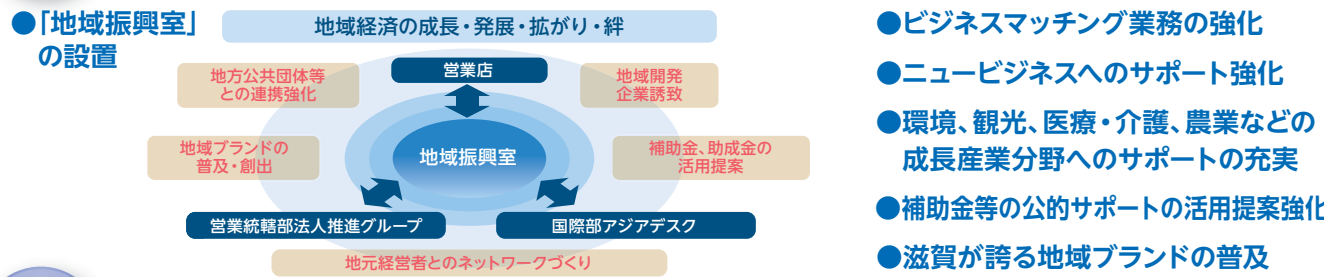 ●「地域振興室」
の設置
地域経済の成長・発展・拡がり・絆
営業店
地方公共団体等
との連携強化
地域開発
企業誘致
地域ブランドの
普及・創出
地域振興室
補助金、助成金の
活用提案
営業統轄部法人推進グループ
国際部アジアデスク
地元経営者とのネットワークづくり
●ビジネスマッチング業務の強化
●ニュービジネスへのサポート強化
●環境、観光、医療・介護、農業などの
成長産業分野へのサポートの充実
●補助金等の公的サポートの活用提案強化
●滋賀が誇る地域ブランドの普及